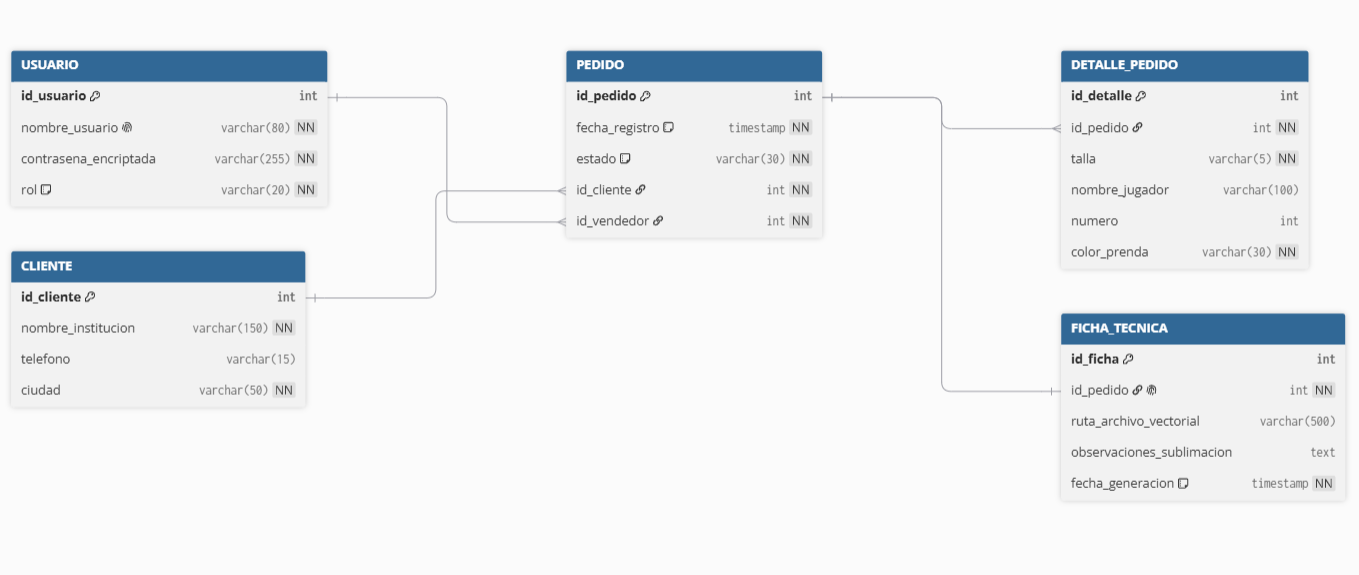 USUARIO
id_usuario int
nombre_usuario varchar(80) NN
contrasena_encriptada varchar(255) NN
rol varchar(20) NN
CLIENTE
id_cliente int
nombre_institucion varchar(150) NN
telefono varchar(15)
ciudad varchar(50) NN
PEDIDO
id_pedido int
fecha_registro timestamp NN
estado varchar(30) NN
id_cliente int NN
id_vendedor int NN
DETALLE_PEDIDO
id_detalle int
id_pedido int NN
talla varchar(5) NN
nombre_jugador varchar(100)
numero int
color_prenda varchar(30) NN
FICHA_TECNICA
id_ficha int
id_pedido int NN
ruta_archivo_vectorial varchar(500)
observaciones_sublimacion text
fecha_generacion timestamp NN